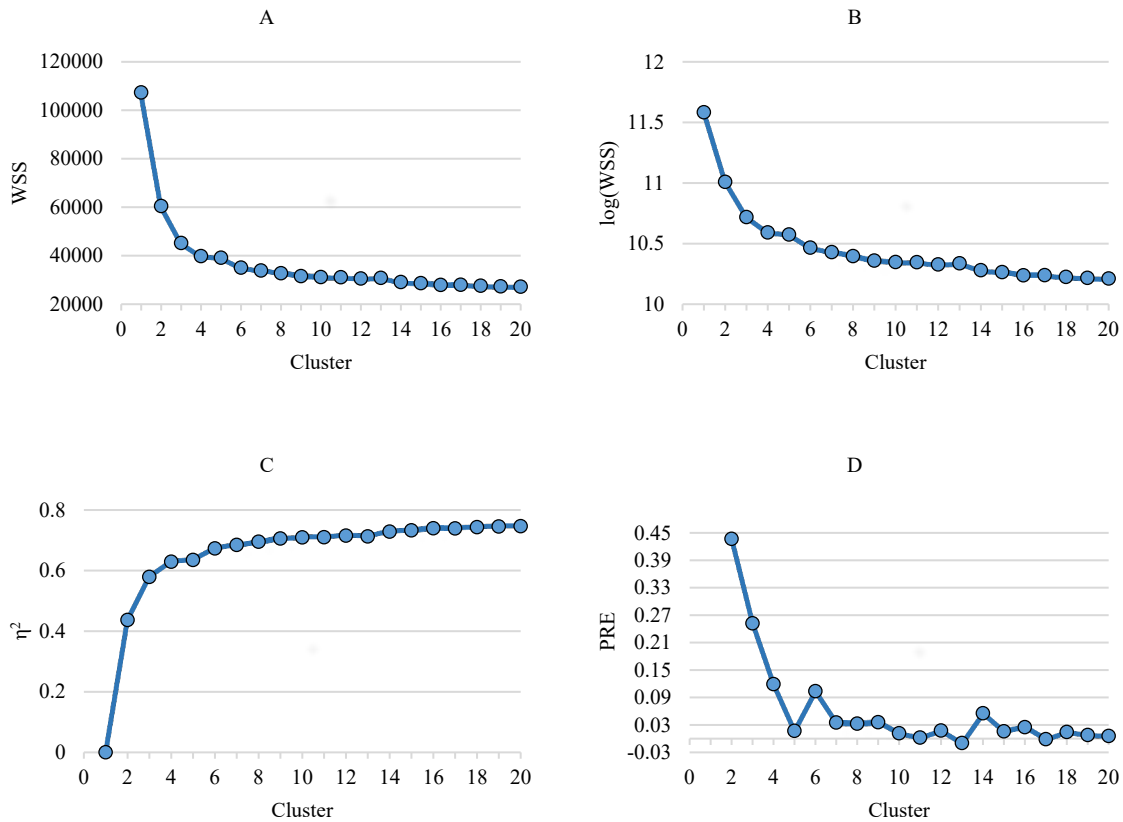 A
120000
100000
80000
60000
40000
20000
WSS
0 2 4 6 8 10 12 14 16 18 20
Cluster
B
12
11.5
11
10.5
10
log(WSS)
0 2 4 6 8 10 12 14 16 18 20
Cluster
C
0.8
0.6
0.4
0.2
0
η²
0 2 4 6 8 10 12 14 16 18 20
Cluster
D
0.45
0.39
0.33
0.27
0.21
0.15
0.09
0.03
-0.03
PRE
0 2 4 6 8 10 12 14 16 18 20
Cluster